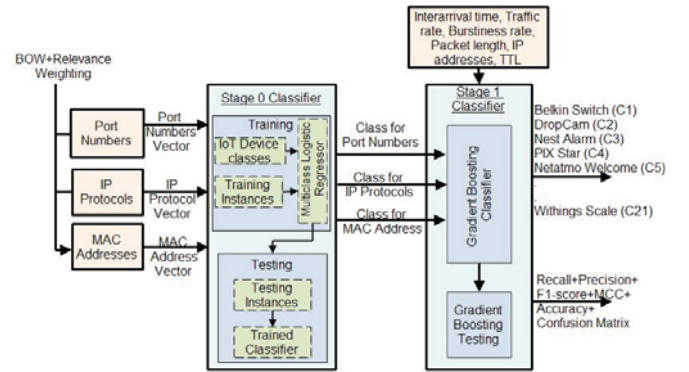 Interarrival time, Traffic
rate, Burstiness rate,
Packet length, IP
addresses, TTL
BOW+Relevance
Weighting
Port
Numbers
Port
Numbers
Vector
IP
Protocols
IP
Protocol
Vector
MAC
Addresses
MAC
Address
Vector
Stage 0 Classifier
Training
IoT Device
classes
Training
Instances
Multiclass Logistic
Regressor
Testing
Testing
Instances
Trained
Classifier
Class for
Port Numbers
Class for
IP Protocols
Class for
MAC Address
Stage 1
Classifier
Gradient Boosting
Classifier
Gradient
Boosting
Testing
Belkin Switch (C1)
DropCam (C2)
Nest Alarm (C3)
PIX Star (C4)
Netatmo Welcome (C5)
.
.
Withings Scale (C21)
Recall+Precision+
F1-score+MCC+
Accuracy+
Confusion Matrix